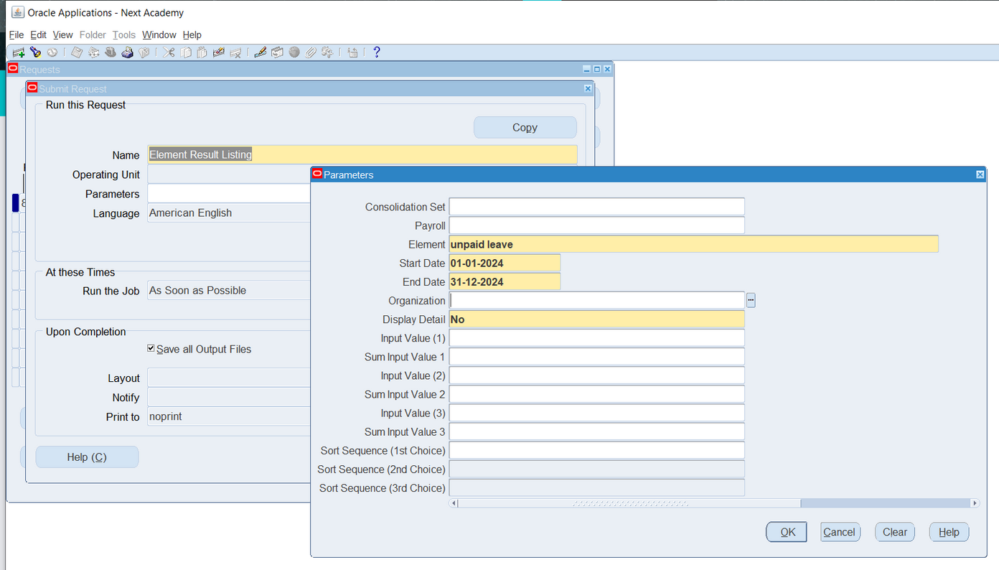 Oracle Applications - Next Academy
File Edit View Folder Tools Window Help
Requests
Submit Request
Run this Request
Copy
Name Element Result Listing
Operating Unit
Parameters
Language American English
At these Times
Run the Job As Soon as Possible
Upon Completion
Save all Output Files
Layout
Notify
Print to noprint
Help (C)
Parameters
Consolidation Set
Payroll
Element unpaid leave
Start Date 01-01-2024
End Date 31-12-2024
Organization
Display Detail No
Input Value (1)
Sum Input Value 1
Input Value (2)
Sum Input Value 2
Input Value (3)
Sum Input Value 3
Sort Sequence (1st Choice)
Sort Sequence (2nd Choice)
Sort Sequence (3rd Choice)
OK Cancel Clear Help